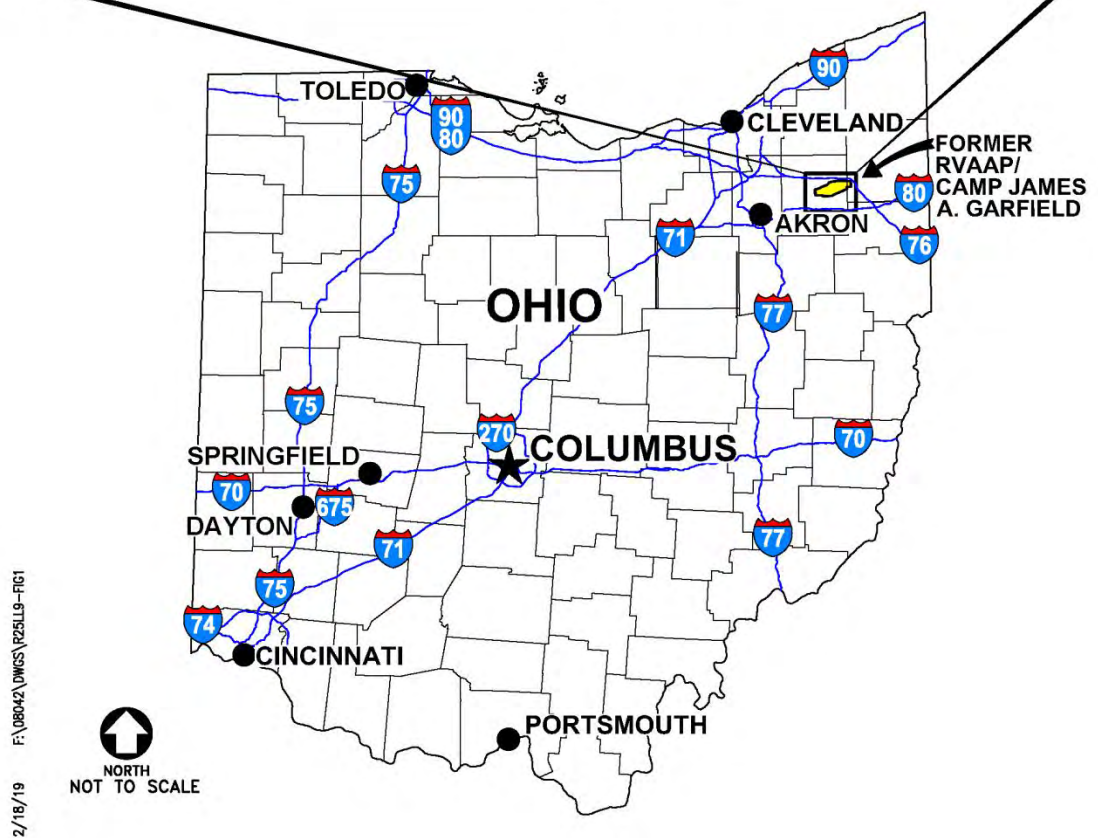 TOLEDO
90
80
75
90
CLEVELAND
FORMER
RVAAP/
CAMP JAMES
A. GARFIELD
80
76
AKRON
71
77
OHIO
75
270
COLUMBUS
70
SPRINGFIELD
70
675
DAYTON
71
77
75
74
CINCINNATI
PORTSMOUTH
NORTH
NOT TO SCALE
2/18/19 F:\08042\DWGS\R25LL9-FIG1